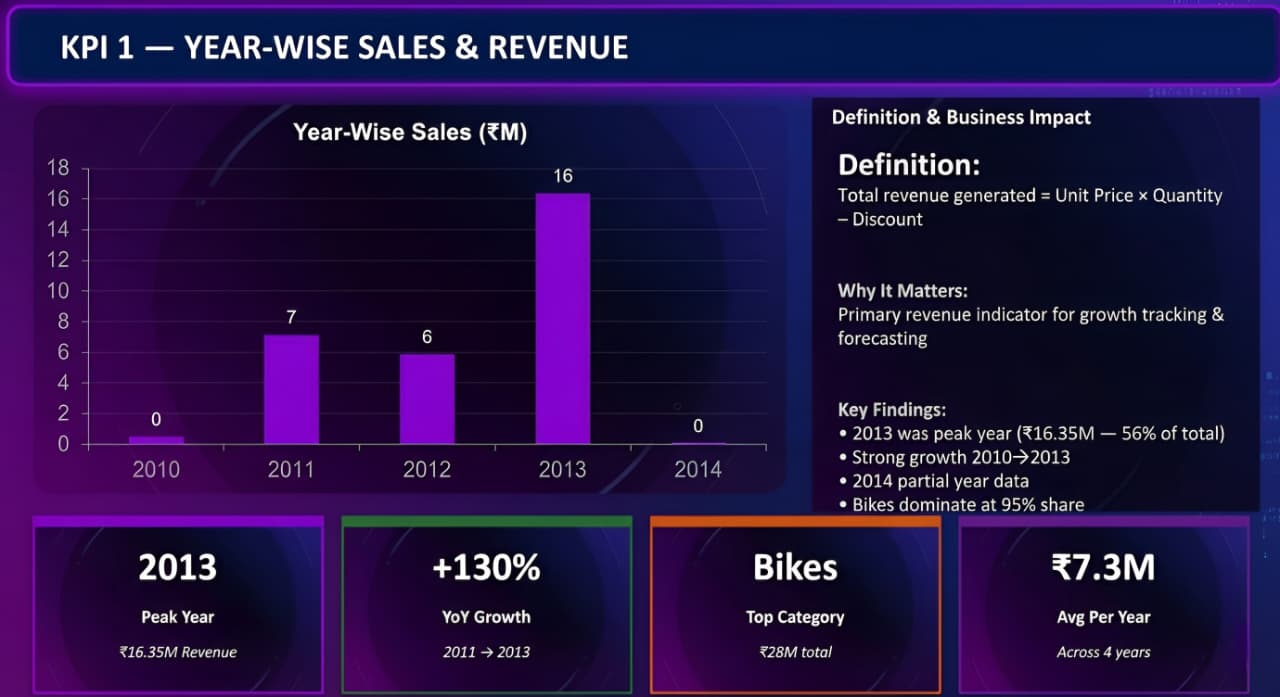 KPI 1 — YEAR-WISE SALES & REVENUE
Year-Wise Sales (₹M)
18
16
14
12
10
8
6
4
2
0
0
7
6
16
0
2010
2011
2012
2013
2014
Definition & Business Impact
Definition:
Total revenue generated = Unit Price × Quantity
– Discount
Why It Matters:
Primary revenue indicator for growth tracking &
forecasting
Key Findings:
• 2013 was peak year (₹16.35M — 56% of total)
• Strong growth 2010→2013
• 2014 partial year data
• Bikes dominate at 95% share
2013
Peak Year
₹16.35M Revenue
+130%
YoY Growth
2011 → 2013
Bikes
Top Category
₹28M total
₹7.3M
Avg Per Year
Across 4 years